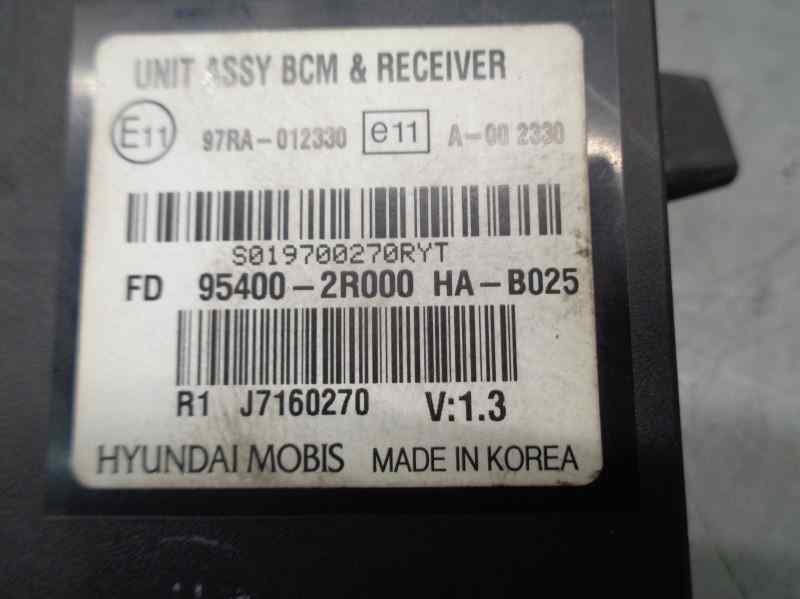 UNIT ASSY BCM & RECEIVER
E11 97RA-012330 e11 A-00 2330
S019700270RYT
FD 95400-2R000 HA-B025
R1 J7160270 V:1.3
HYUNDAI MOBIS MADE IN KOREA